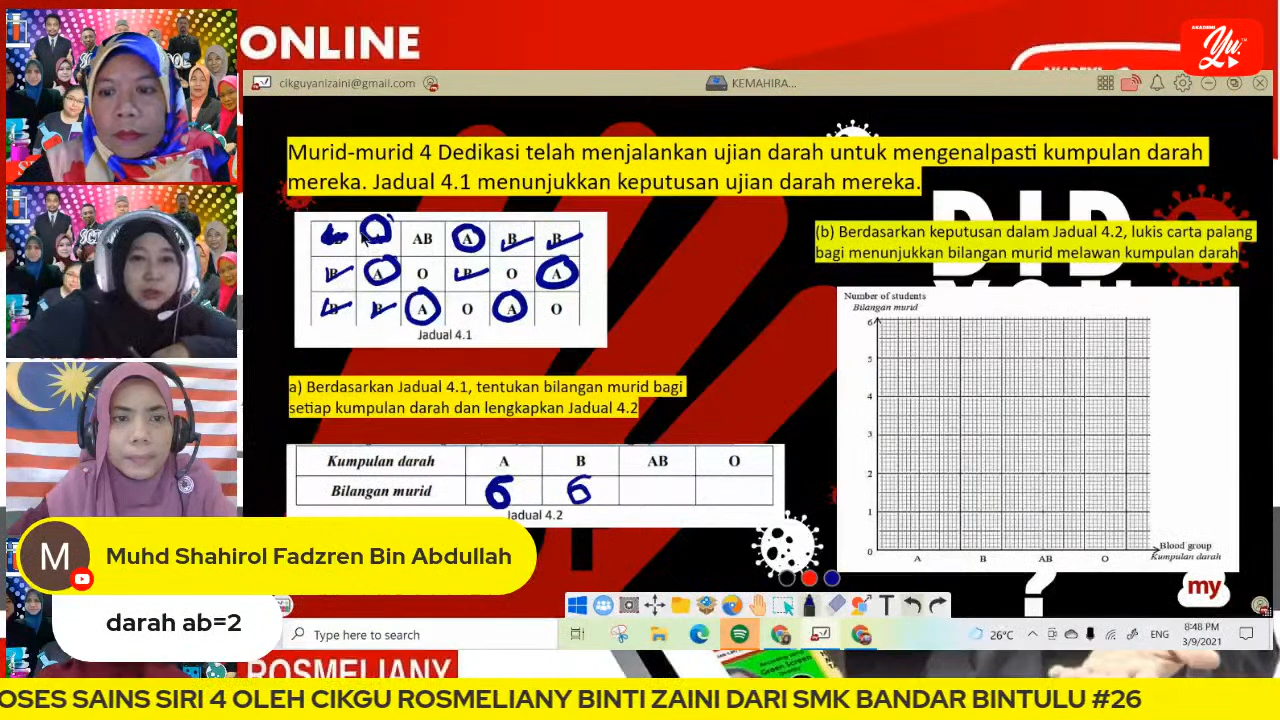 ONLINE
AKADEMI
Yu
cikguyanizaini@gmail.com
KEMAHIRA...
Murid-murid 4 Dedikasi telah menjalankan ujian darah untuk mengenalpasti kumpulan darah
mereka. Jadual 4.1 menunjukkan keputusan ujian darah mereka.
AB A B B
B A O B O A
B B A O A O
Jadual 4.1
DID
(b) Berdasarkan keputusan dalam Jadual 4.2, lukis carta palang
bagi menunjukkan bilangan murid melawan kumpulan darah
Number of students
Bilangan murid
6
5
4
3
2
1
0
A B AB O
Blood group
Kumpulan darah
a) Berdasarkan Jadual 4.1, tentukan bilangan murid bagi
setiap kumpulan darah dan lengkapkan Jadual 4.2
Kumpulan darah A B AB O
Bilangan murid 6 6
Jadual 4.2
?
my
M
Muhd Shahirol Fadzren Bin Abdullah
darah ab=2
Type here to search
26°C
ENG
8:48 PM
3/9/2021
Green Screen
ROSMELIANY
OSES SAINS SIRI 4 OLEH CIKGU ROSMELIANY BINTI ZAINI DARI SMK BANDAR BINTULU #26